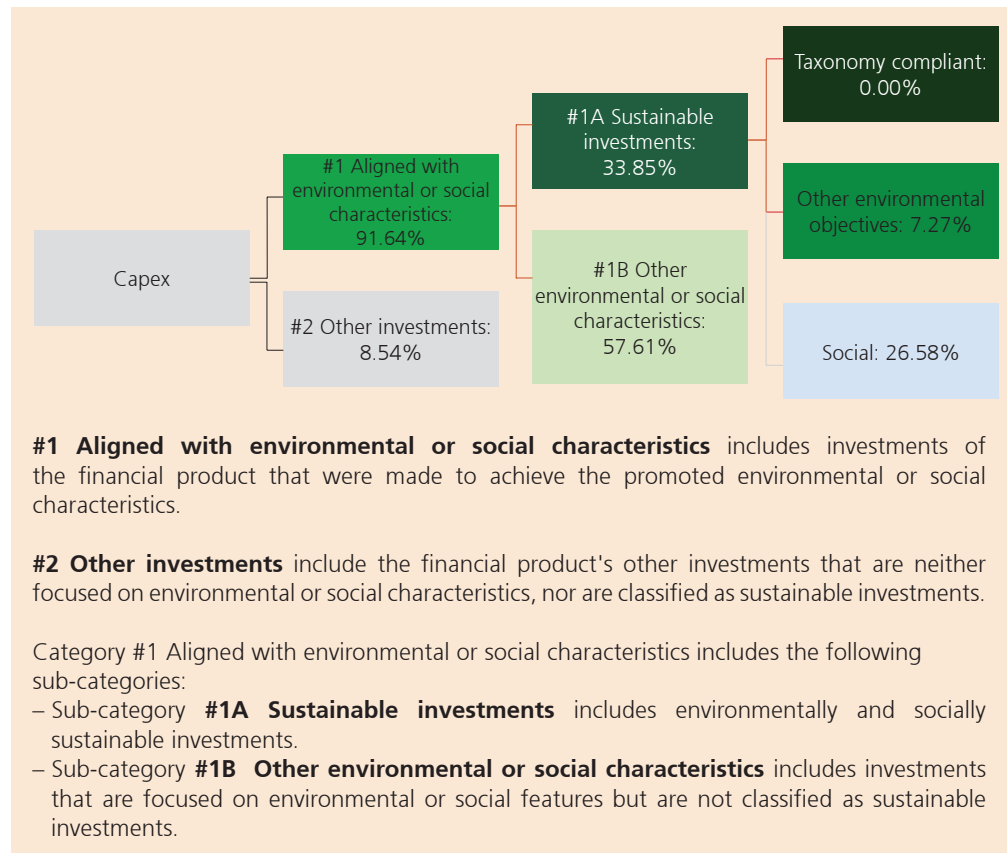 Capex
#1 Aligned with
environmental or social
characteristics:
91.64%
#2 Other investments:
8.54%
#1A Sustainable
investments:
33.85%
#1B Other
environmental or social
characteristics:
57.61%
Taxonomy compliant:
0.00%
Other environmental
objectives: 7.27%
Social: 26.58%
#1 Aligned with environmental or social characteristics includes investments of
the financial product that were made to achieve the promoted environmental or social
characteristics.
#2 Other investments include the financial product's other investments that are neither
focused on environmental or social characteristics, nor are classified as sustainable investments.
Category #1 Aligned with environmental or social characteristics includes the following
sub-categories:
– Sub-category #1A Sustainable investments includes environmentally and socially
sustainable investments.
– Sub-category #1B Other environmental or social characteristics includes investments
that are focused on environmental or social features but are not classified as sustainable
investments.